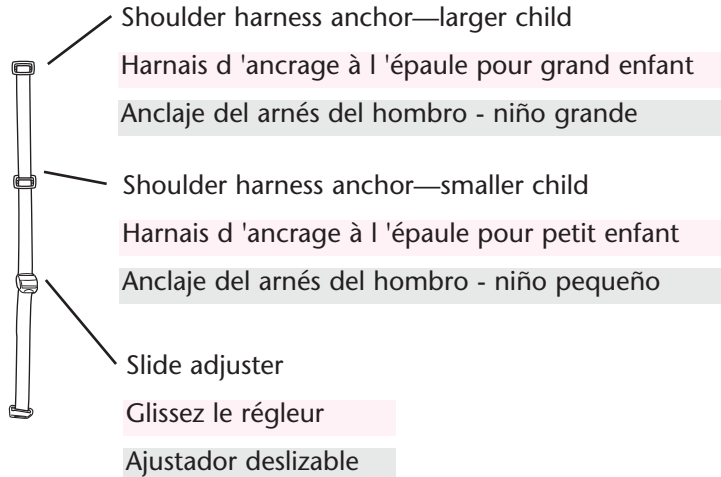 Shoulder harness anchor—larger child
Harnais d 'ancrage à l 'épaule pour grand enfant
Anclaje del arnés del hombro - niño grande
Shoulder harness anchor—smaller child
Harnais d 'ancrage à l 'épaule pour petit enfant
Anclaje del arnés del hombro - niño pequeño
Slide adjuster
Glissez le régleur
Ajustador deslizable